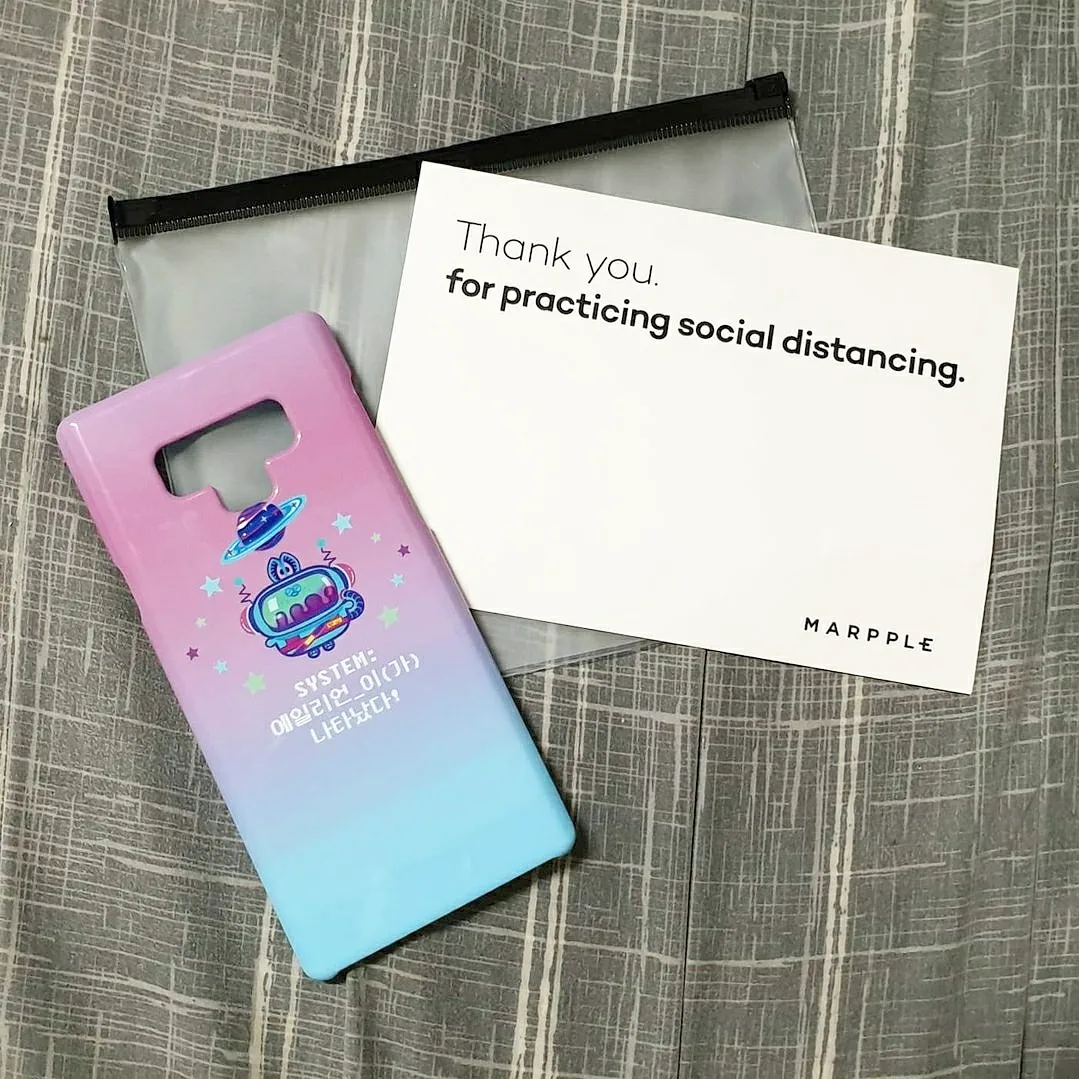 Thank you.
for practicing social distancing.
MARPPLE
SYSTEM:
에일리언_이(가)
나타났다!